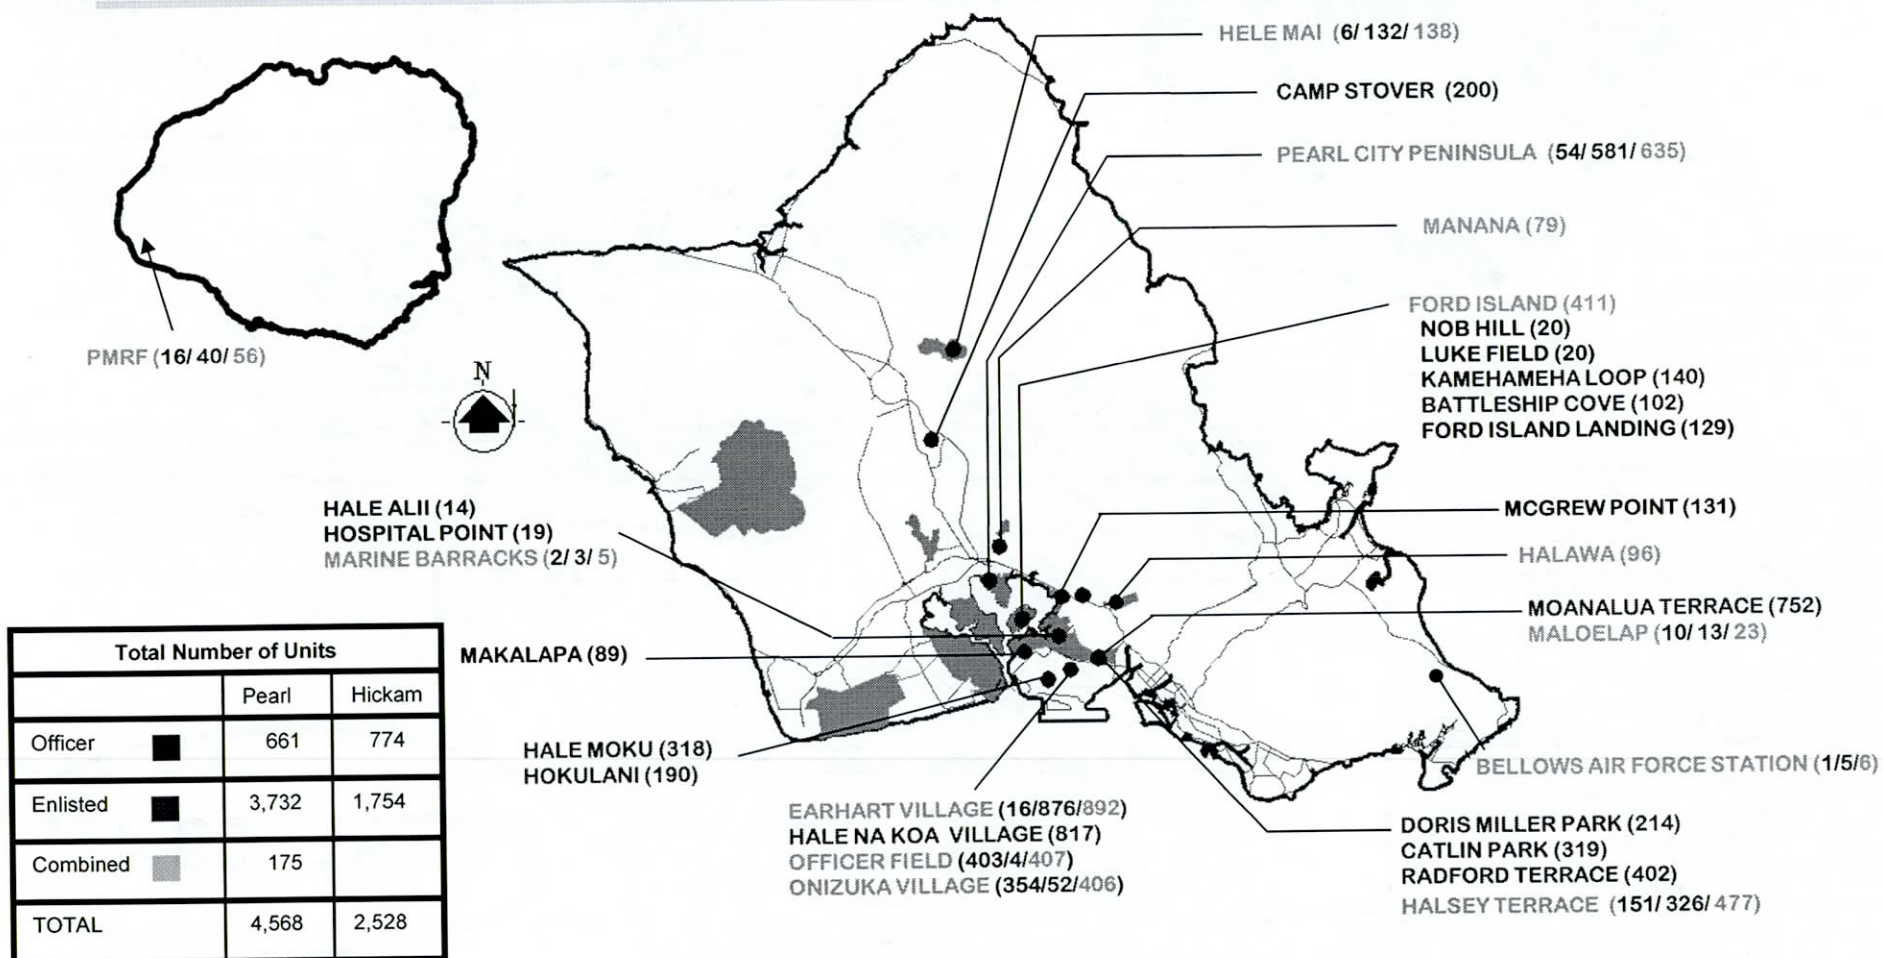 HELE MAI (6/ 132/ 138)
CAMP STOVER (200)
PEARL CITY PENINSULA (54/ 581/ 635)
MANANA (79)
FORD ISLAND (411)
NOB HILL (20)
LUKE FIELD (20)
KAMEHAMEHA LOOP (140)
BATTLESHIP COVE (102)
FORD ISLAND LANDING (129)
PMRF (16/ 40/ 56)
N
HALE ALII (14)
HOSPITAL POINT (19)
MARINE BARRACKS (2/ 3/ 5)
MCGREW POINT (131)
HALAWA (96)
MOANALUA TERRACE (752)
MALOELAP (10/ 13/ 23)
MAKALAPA (89)
HALE MOKU (318)
HOKULANI (190)
BELLOWS AIR FORCE STATION (1/5/6)
EARHART VILLAGE (16/876/892)
HALE NA KOA VILLAGE (817)
OFFICER FIELD (403/4/407)
ONIZUKA VILLAGE (354/52/406)
DORIS MILLER PARK (214)
CATLIN PARK (319)
RADFORD TERRACE (402)
HALSEY TERRACE (151/ 326/ 477)
Total Number of Units
Pearl Hickam
Officer 661 774
Enlisted 3,732 1,754
Combined 175
TOTAL 4,568 2,528